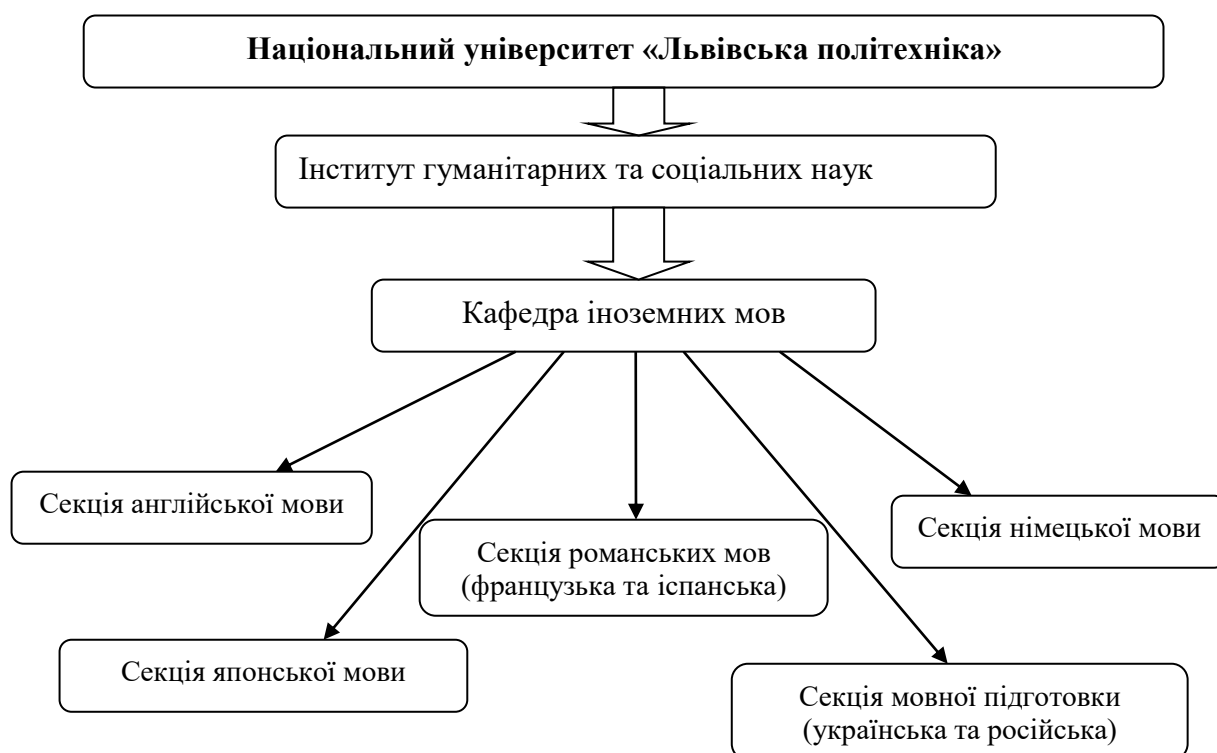 Національний університет «Львівська політехніка»
Інститут гуманітарних та соціальних наук
Кафедра іноземних мов
Секція англійської мови
Секція романських мов
(французька та іспанська)
Секція німецької мови
Секція японської мови
Секція мовної підготовки
(українська та російська)